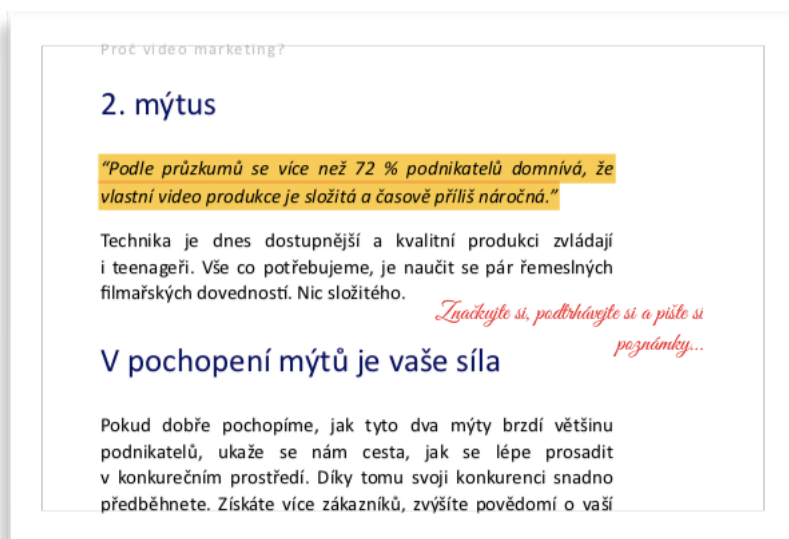 Proč video marketing?
2. mýtus
“Podle průzkumů se více než 72 % podnikatelů domnívá, že
vlastní video produkce je složitá a časově příliš náročná.”
Technika je dnes dostupnější a kvalitní produkci zvládají
i teenageři. Vše co potřebujeme, je naučit se pár řemeslných
filmařských dovedností. Nic složitého.
Značkujte si, podtrhávejte si a pište si
poznámky...
V pochopení mýtů je vaše síla
Pokud dobře pochopíme, jak tyto dva mýty brzdí většinu
podnikatelů, ukaže se nám cesta, jak se lépe prosadit
v konkurečním prostředí. Díky tomu svoji konkurenci snadno
předběhnete. Získáte více zákazníků, zvýšíte povědomí o vaší